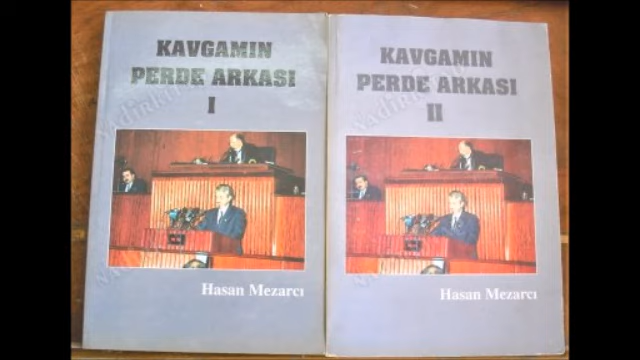 KAVGAMIN
PERDE ARKASI
I
Hasan Mezarcı
KAVGAMIN
PERDE ARKASI
II
Hasan Mezarcı